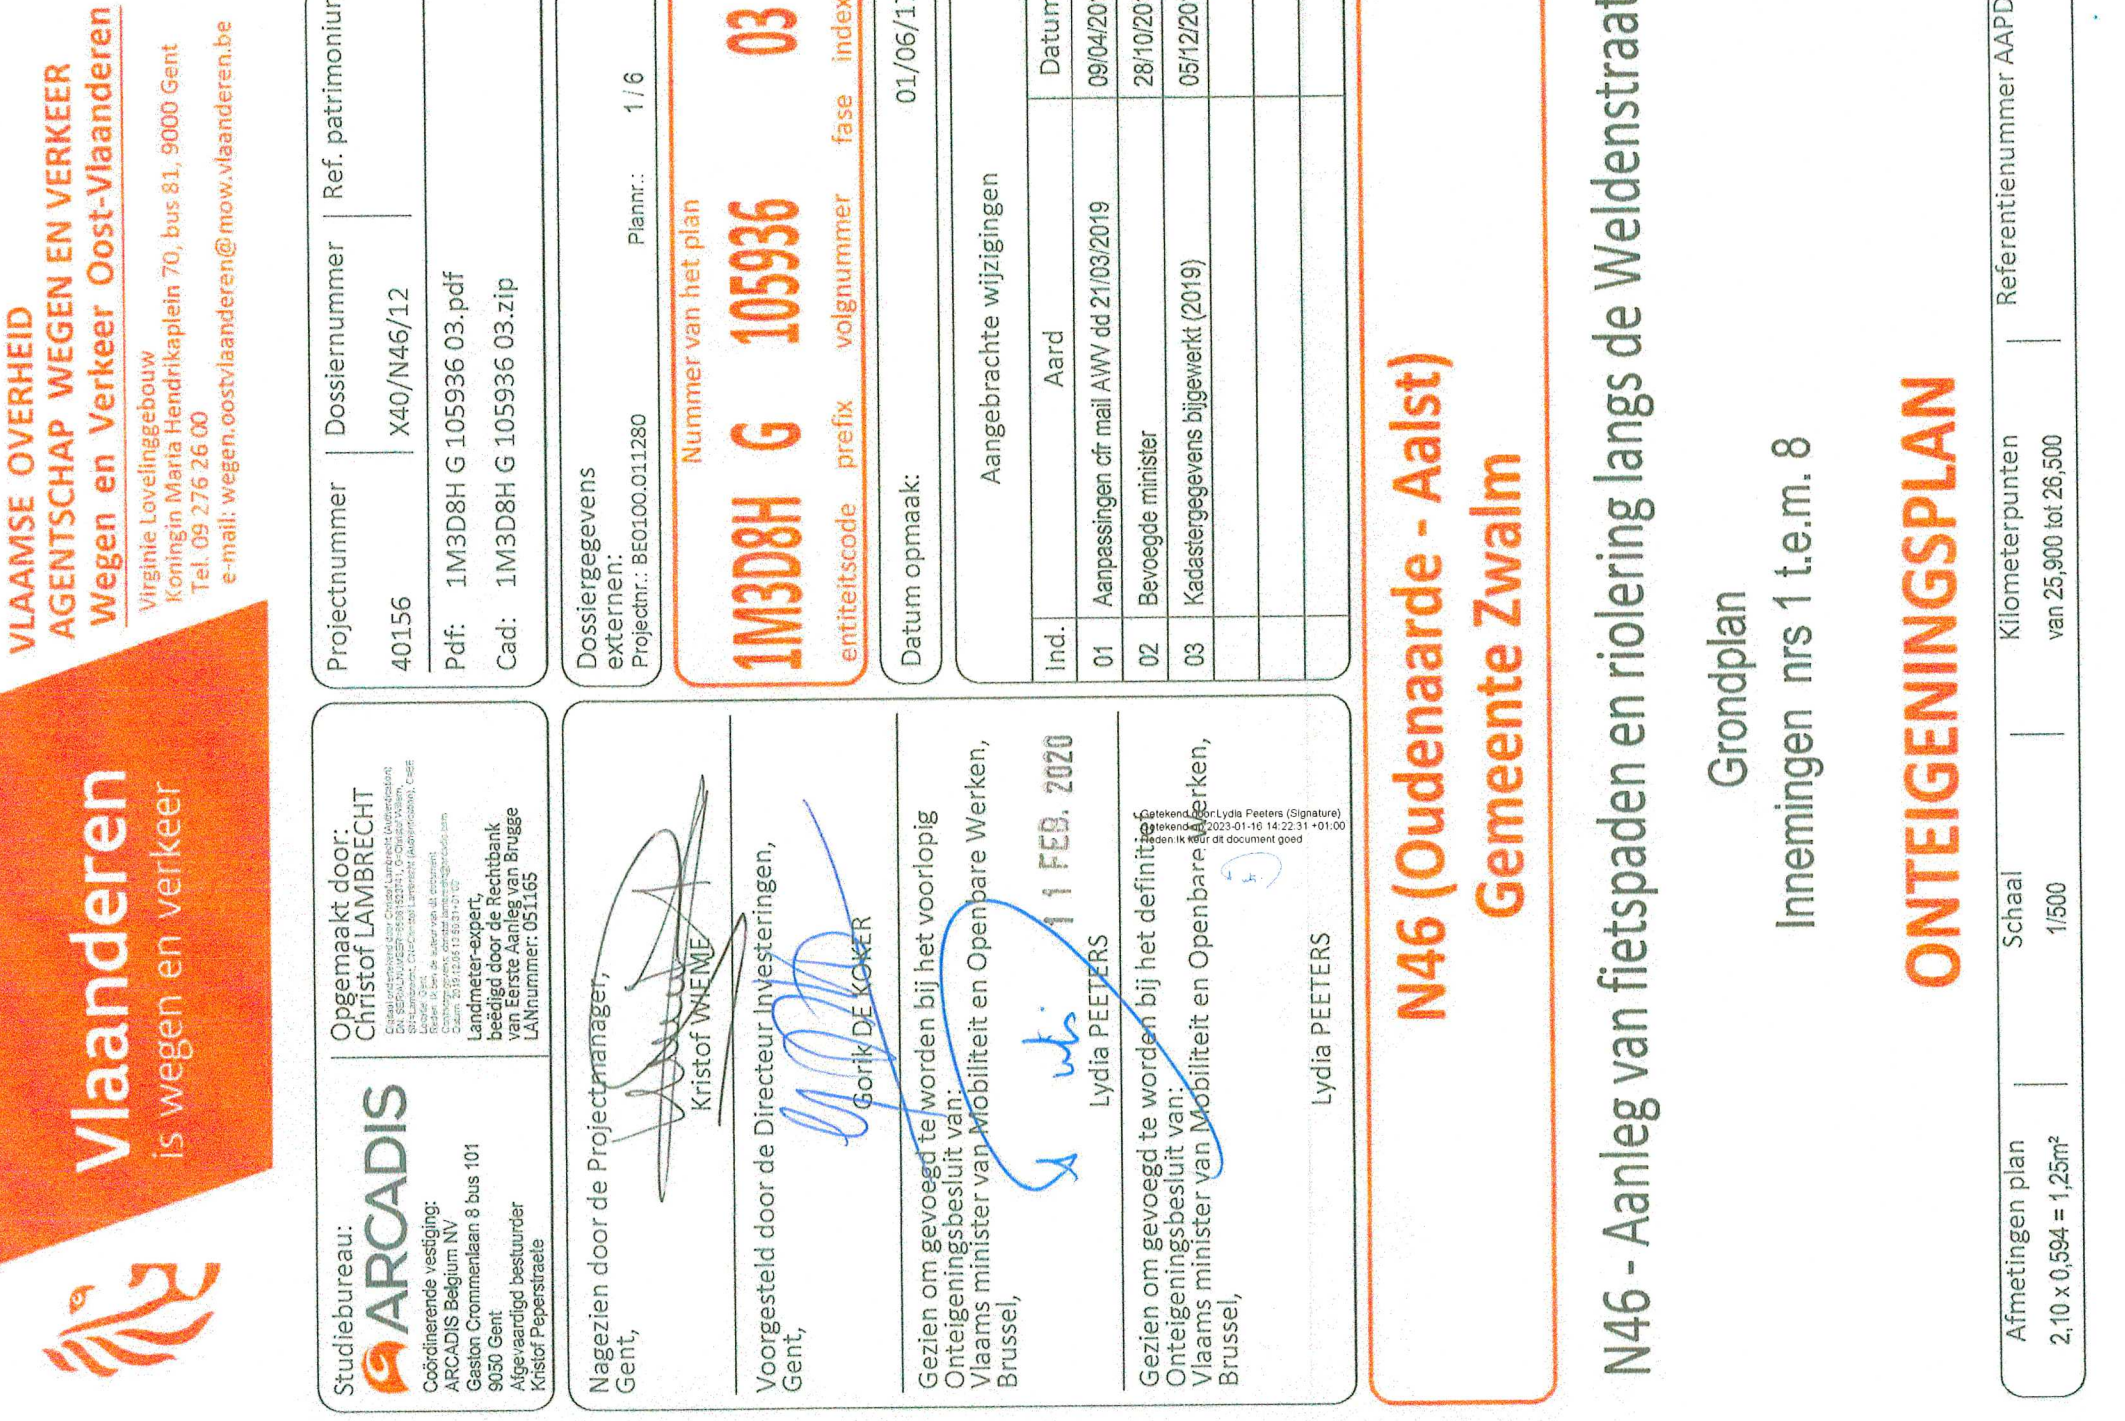 Vlaanderen
is wegen en verkeer
VLAAMSE OVERHEID
AGENTSCHAP WEGEN EN VERKEER
Wegen en Verkeer Oost-Vlaanderen
Virginie Lovelinggebouw
Koningin Maria Hendrikaplein 70, bus 81, 9000 Gent
Tel. 09 276 26 00
e-mail: wegen.oostvlaanderen@mow.vlaanderen.be
Studiebureau:
ARCADIS
Coördinerende vestiging:
ARCADIS Belgium NV
Gaston Crommenlaan 8 bus 101
9050 Gent
Afgevaardigd bestuurder
Kristof Peperstraete
Opgemaakt door:
Christof LAMBRECHT
Landmeter-expert,
beëdigd door de Rechtbank
van Eerste Aanleg van Brugge
LANnummer: 051165
Projectnummer Dossiernummer Ref. patrimonium
40156 X40/N46/12
Pdf: 1M3D8H G 105936 03.pdf
Cad: 1M3D8H G 105936 03.zip
Nagezien door de Projectmanager,
Gent,
Kristof WIEME
Voorgesteld door de Directeur Investeringen,
Gent,
Gorik DE KOKER
Gezien om gevoegd te worden bij het voorlopig
Onteigeningsbesluit van:
Vlaams minister van Mobiliteit en Openbare Werken,
Brussel,
11 FEB. 2020
Lydia PEETERS
Gezien om gevoegd te worden bij het definitief
Onteigeningsbesluit van:
Vlaams minister van Mobiliteit en Openbare Werken,
Brussel,
Getekend door:Lydia Peeters (Signature)
Getekend op:2023-01-16 14:22:31 +01:00
Reden:Ik keur dit document goed
Lydia PEETERS
Dossiergegevens
externen:
Projectnr.: BE0100.011280 Plannr.: 1 / 6
Nummer van het plan
1M3D8H G 105936 03
entiteitscode prefix volgnummer fase index
Datum opmaak: 01/06/1
Aangebrachte wijzigingen
Ind. Aard Datum
01 Aanpassingen cfr mail AWV dd 21/03/2019 09/04/20
02 Bevoegde minister 28/10/20
03 Kadastergegevens bijgewerkt (2019) 05/12/20
N46 (Oudenaarde - Aalst)
Gemeente Zwalm
N46 - Aanleg van fietspaden en riolering langs de Weldenstraat
Grondplan
Innemingen nrs 1 t.e.m. 8
ONTEIGENINGSPLAN
Afmetingen plan Schaal Kilometerpunten Referentienummer AAPD
2,10 x 0,594 = 1,25m² 1/500 van 25,900 tot 26,500